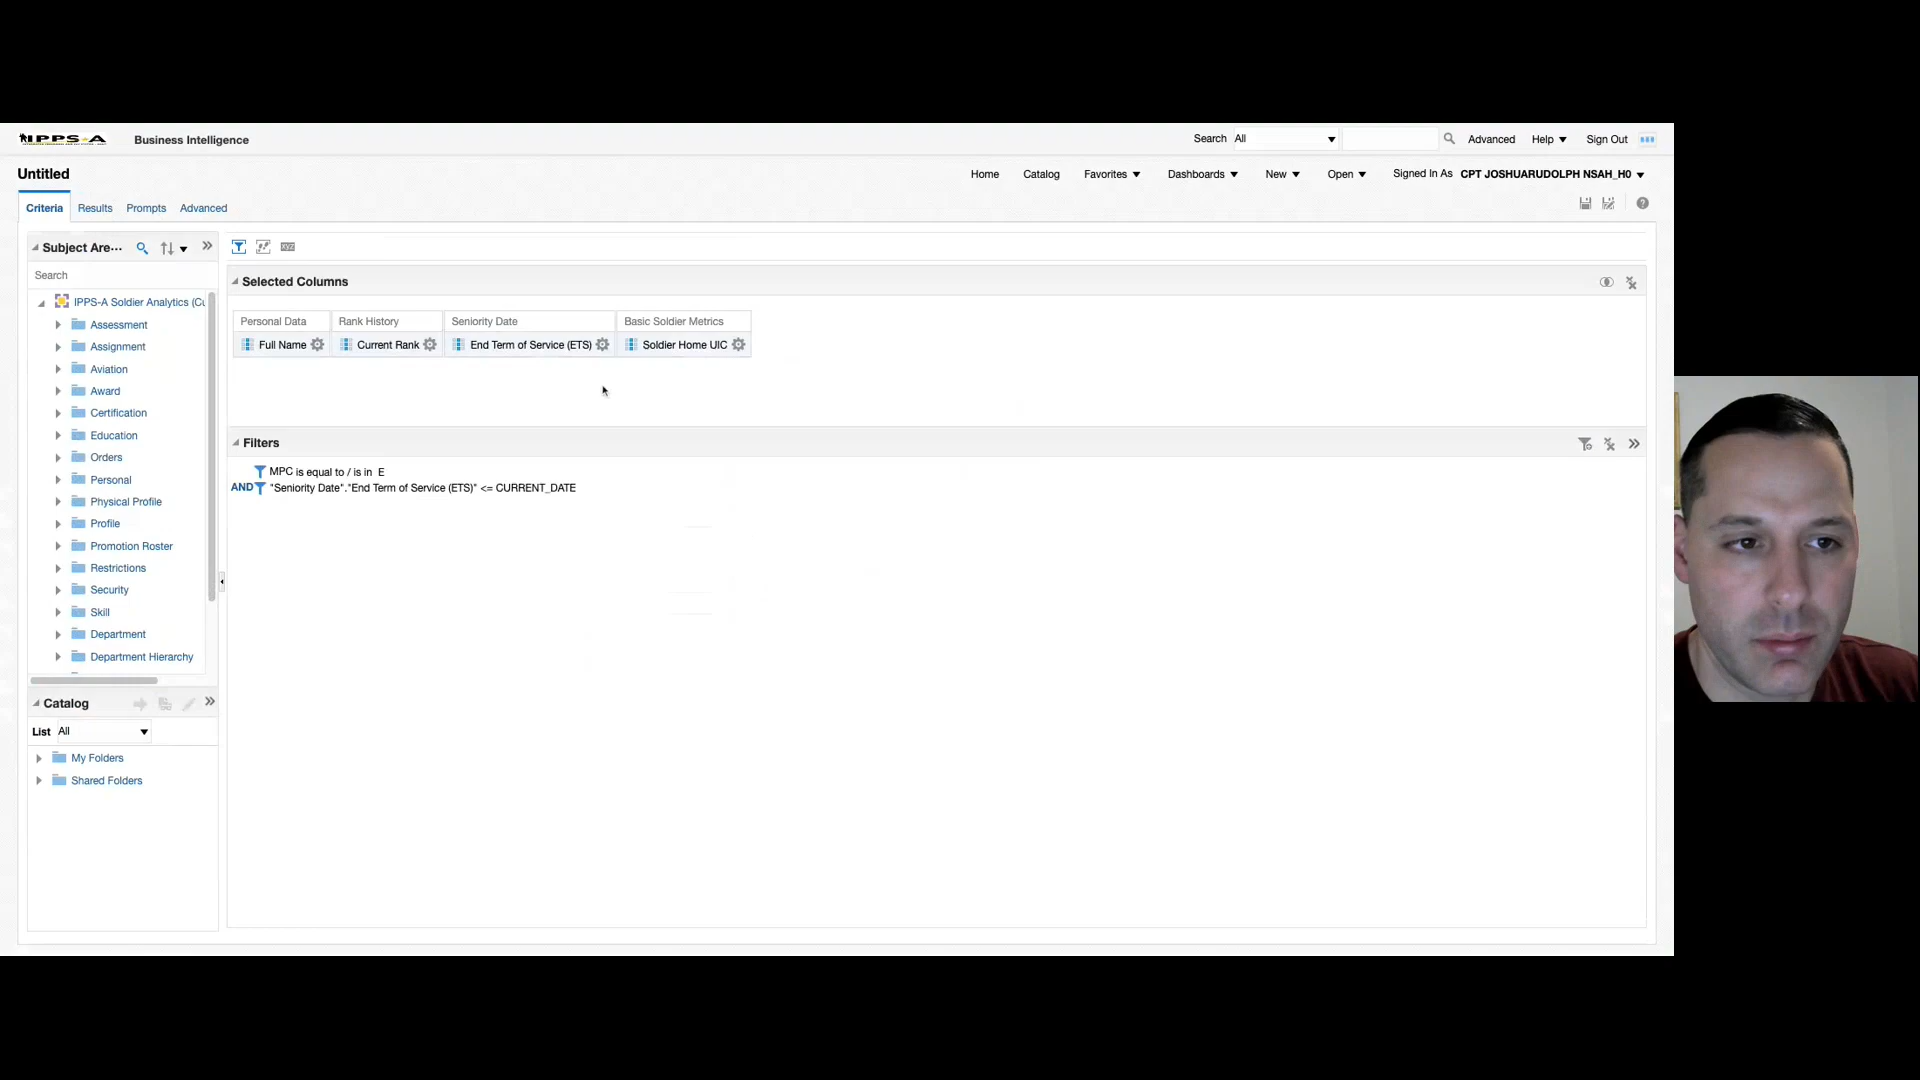 IPPS-A Business Intelligence Search All Advanced Help Sign Out
Untitled Home Catalog Favorites Dashboards New Open Signed In As CPT JOSHUARUDOLPH NSAH_H0
Criteria Results Prompts Advanced
Subject Are...
Search
Selected Columns
IPPS-A Soldier Analytics (Cu
Assessment
Assignment
Aviation
Award
Certification
Education
Orders
Personal
Physical Profile
Profile
Promotion Roster
Restrictions
Security
Skill
Department
Department Hierarchy
Personal Data Rank History Seniority Date Basic Soldier Metrics
Full Name Current Rank End Term of Service (ETS) Soldier Home UIC
Filters
MPC is equal to / is in E
AND "Seniority Date"."End Term of Service (ETS)" <= CURRENT_DATE
Catalog
List All
My Folders
Shared Folders